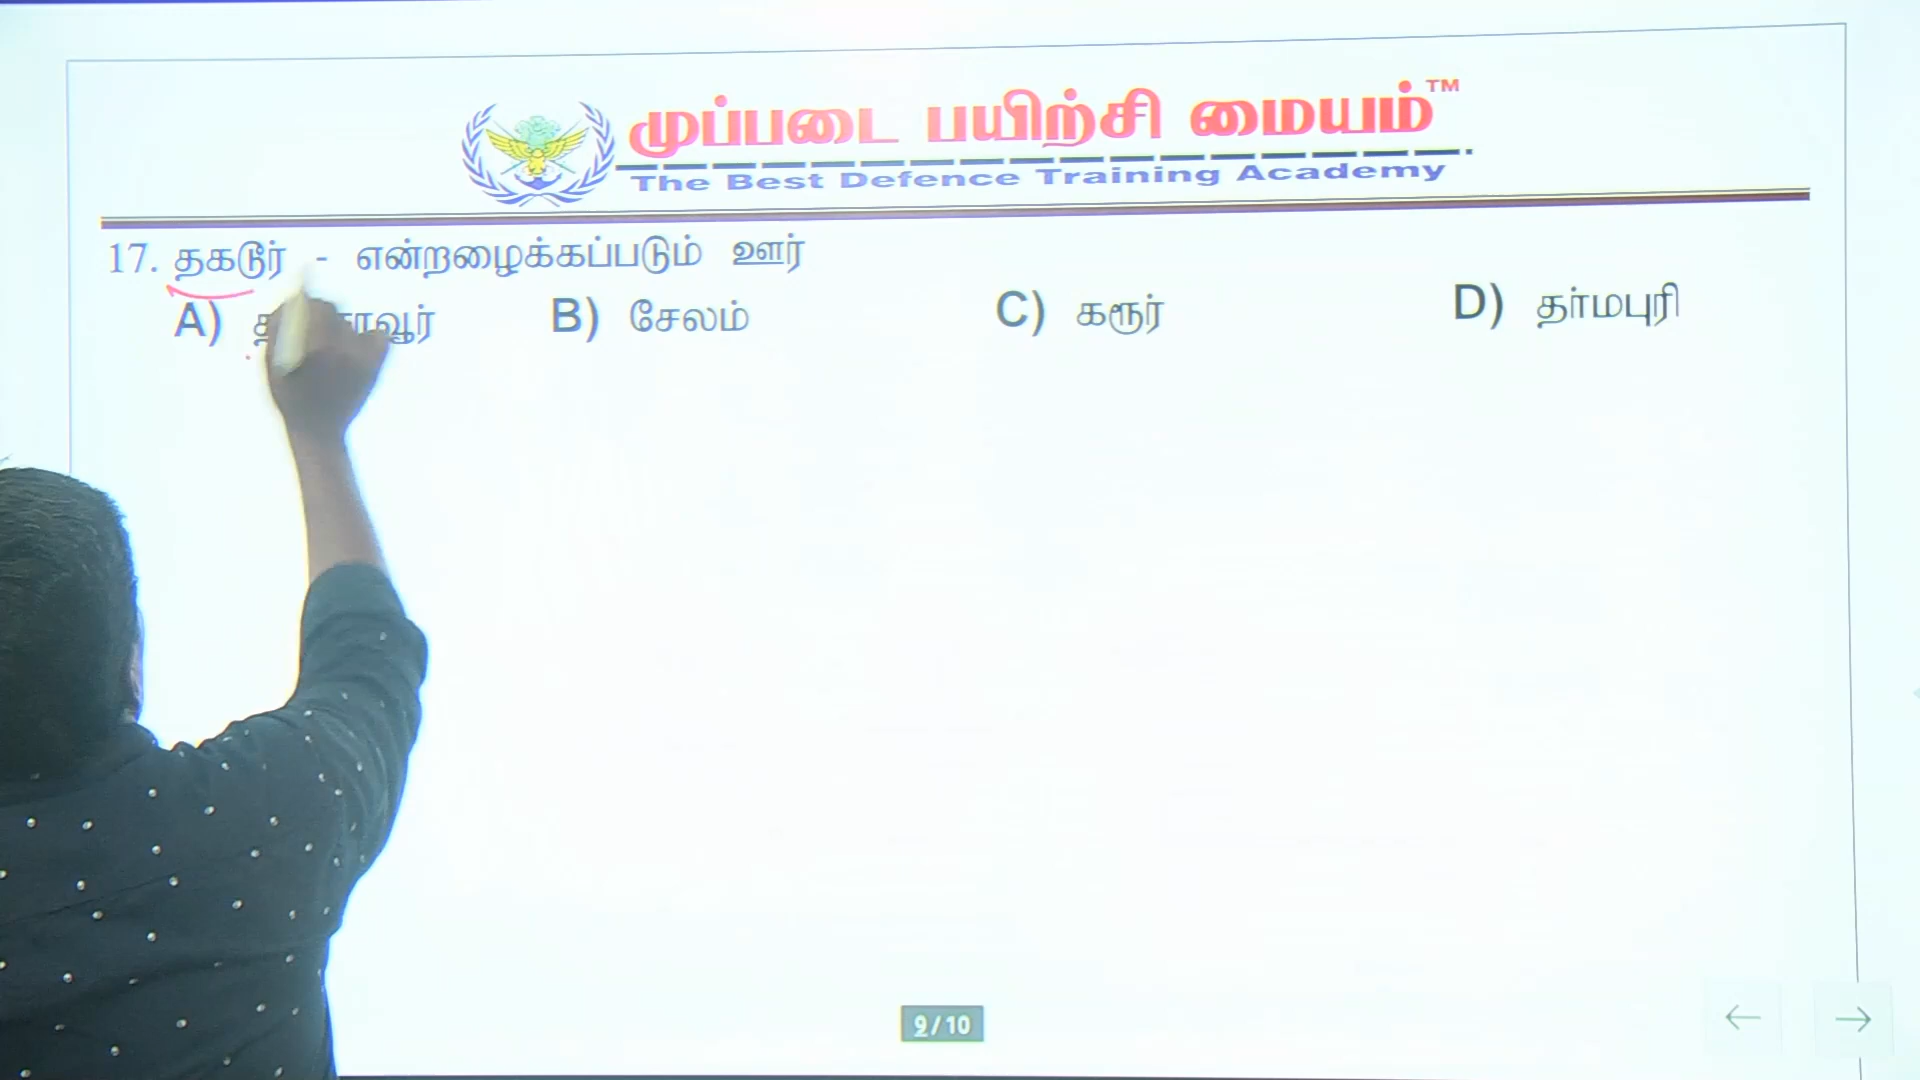 முப்படை பயிற்சி மையம்™
The Best Defence Training Academy
17. தகடூர் - என்றழைக்கப்படும் ஊர்
A) B) சேலம் C) கரூர் D) தர்மபுரி
9/10